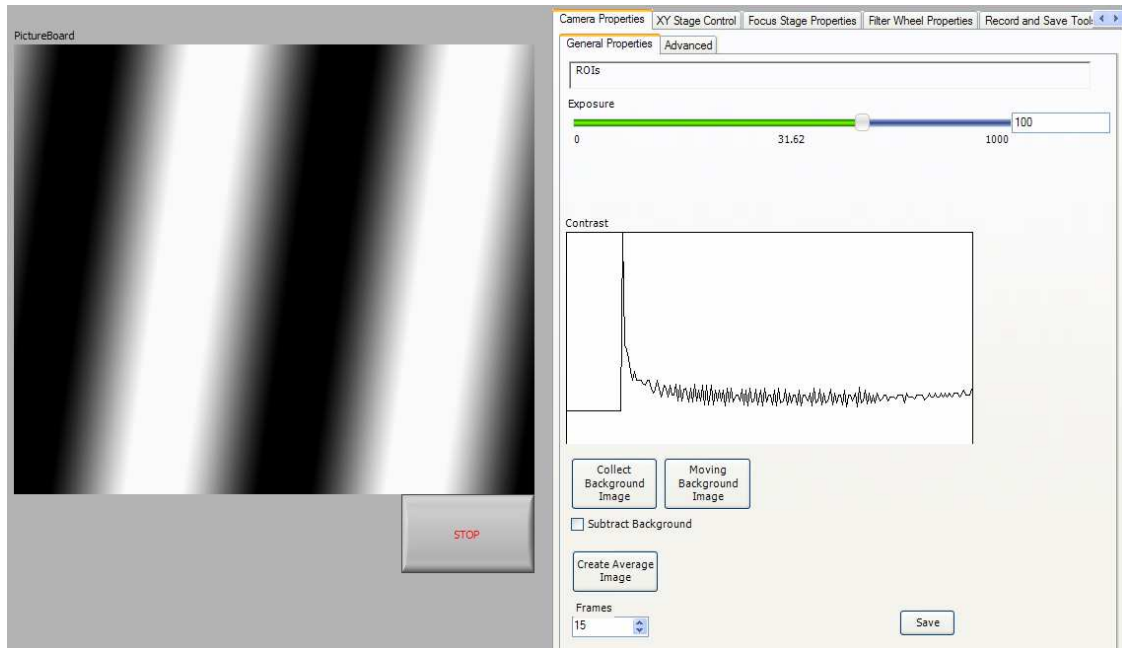 PictureBoard
STOP
Camera Properties XY Stage Control Focus Stage Properties Filter Wheel Properties Record and Save Tools
General Properties Advanced
ROIs
Exposure
100
0 31.62 1000
Contrast
Collect
Background
Image
Moving
Background
Image
Subtract Background
Create Average
Image
Frames
15
Save